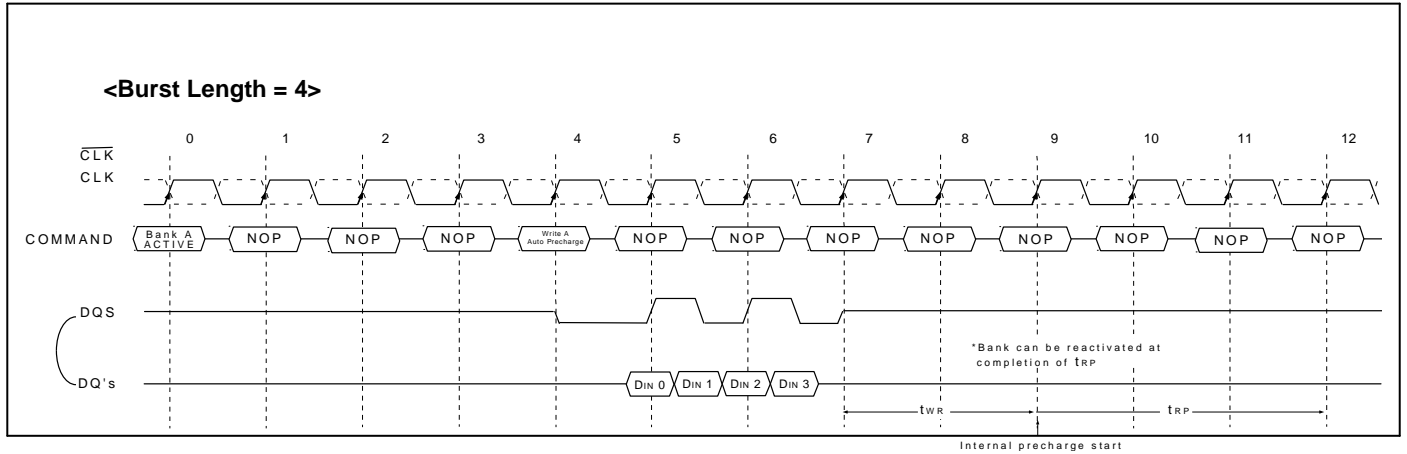 <Burst Length = 4>
0 1 2 3 4 5 6 7 8 9 10 11 12
CLK
CLK
COMMAND
Bank A
ACTIVE
NOP
NOP
NOP
Write A
Auto Precharge
NOP
NOP
NOP
NOP
NOP
NOP
NOP
NOP
DQS
*Bank can be reactivated at
completion of tRP
DQ's
DIN 0 DIN 1 DIN 2 DIN 3
tWR
tRP
Internal precharge start